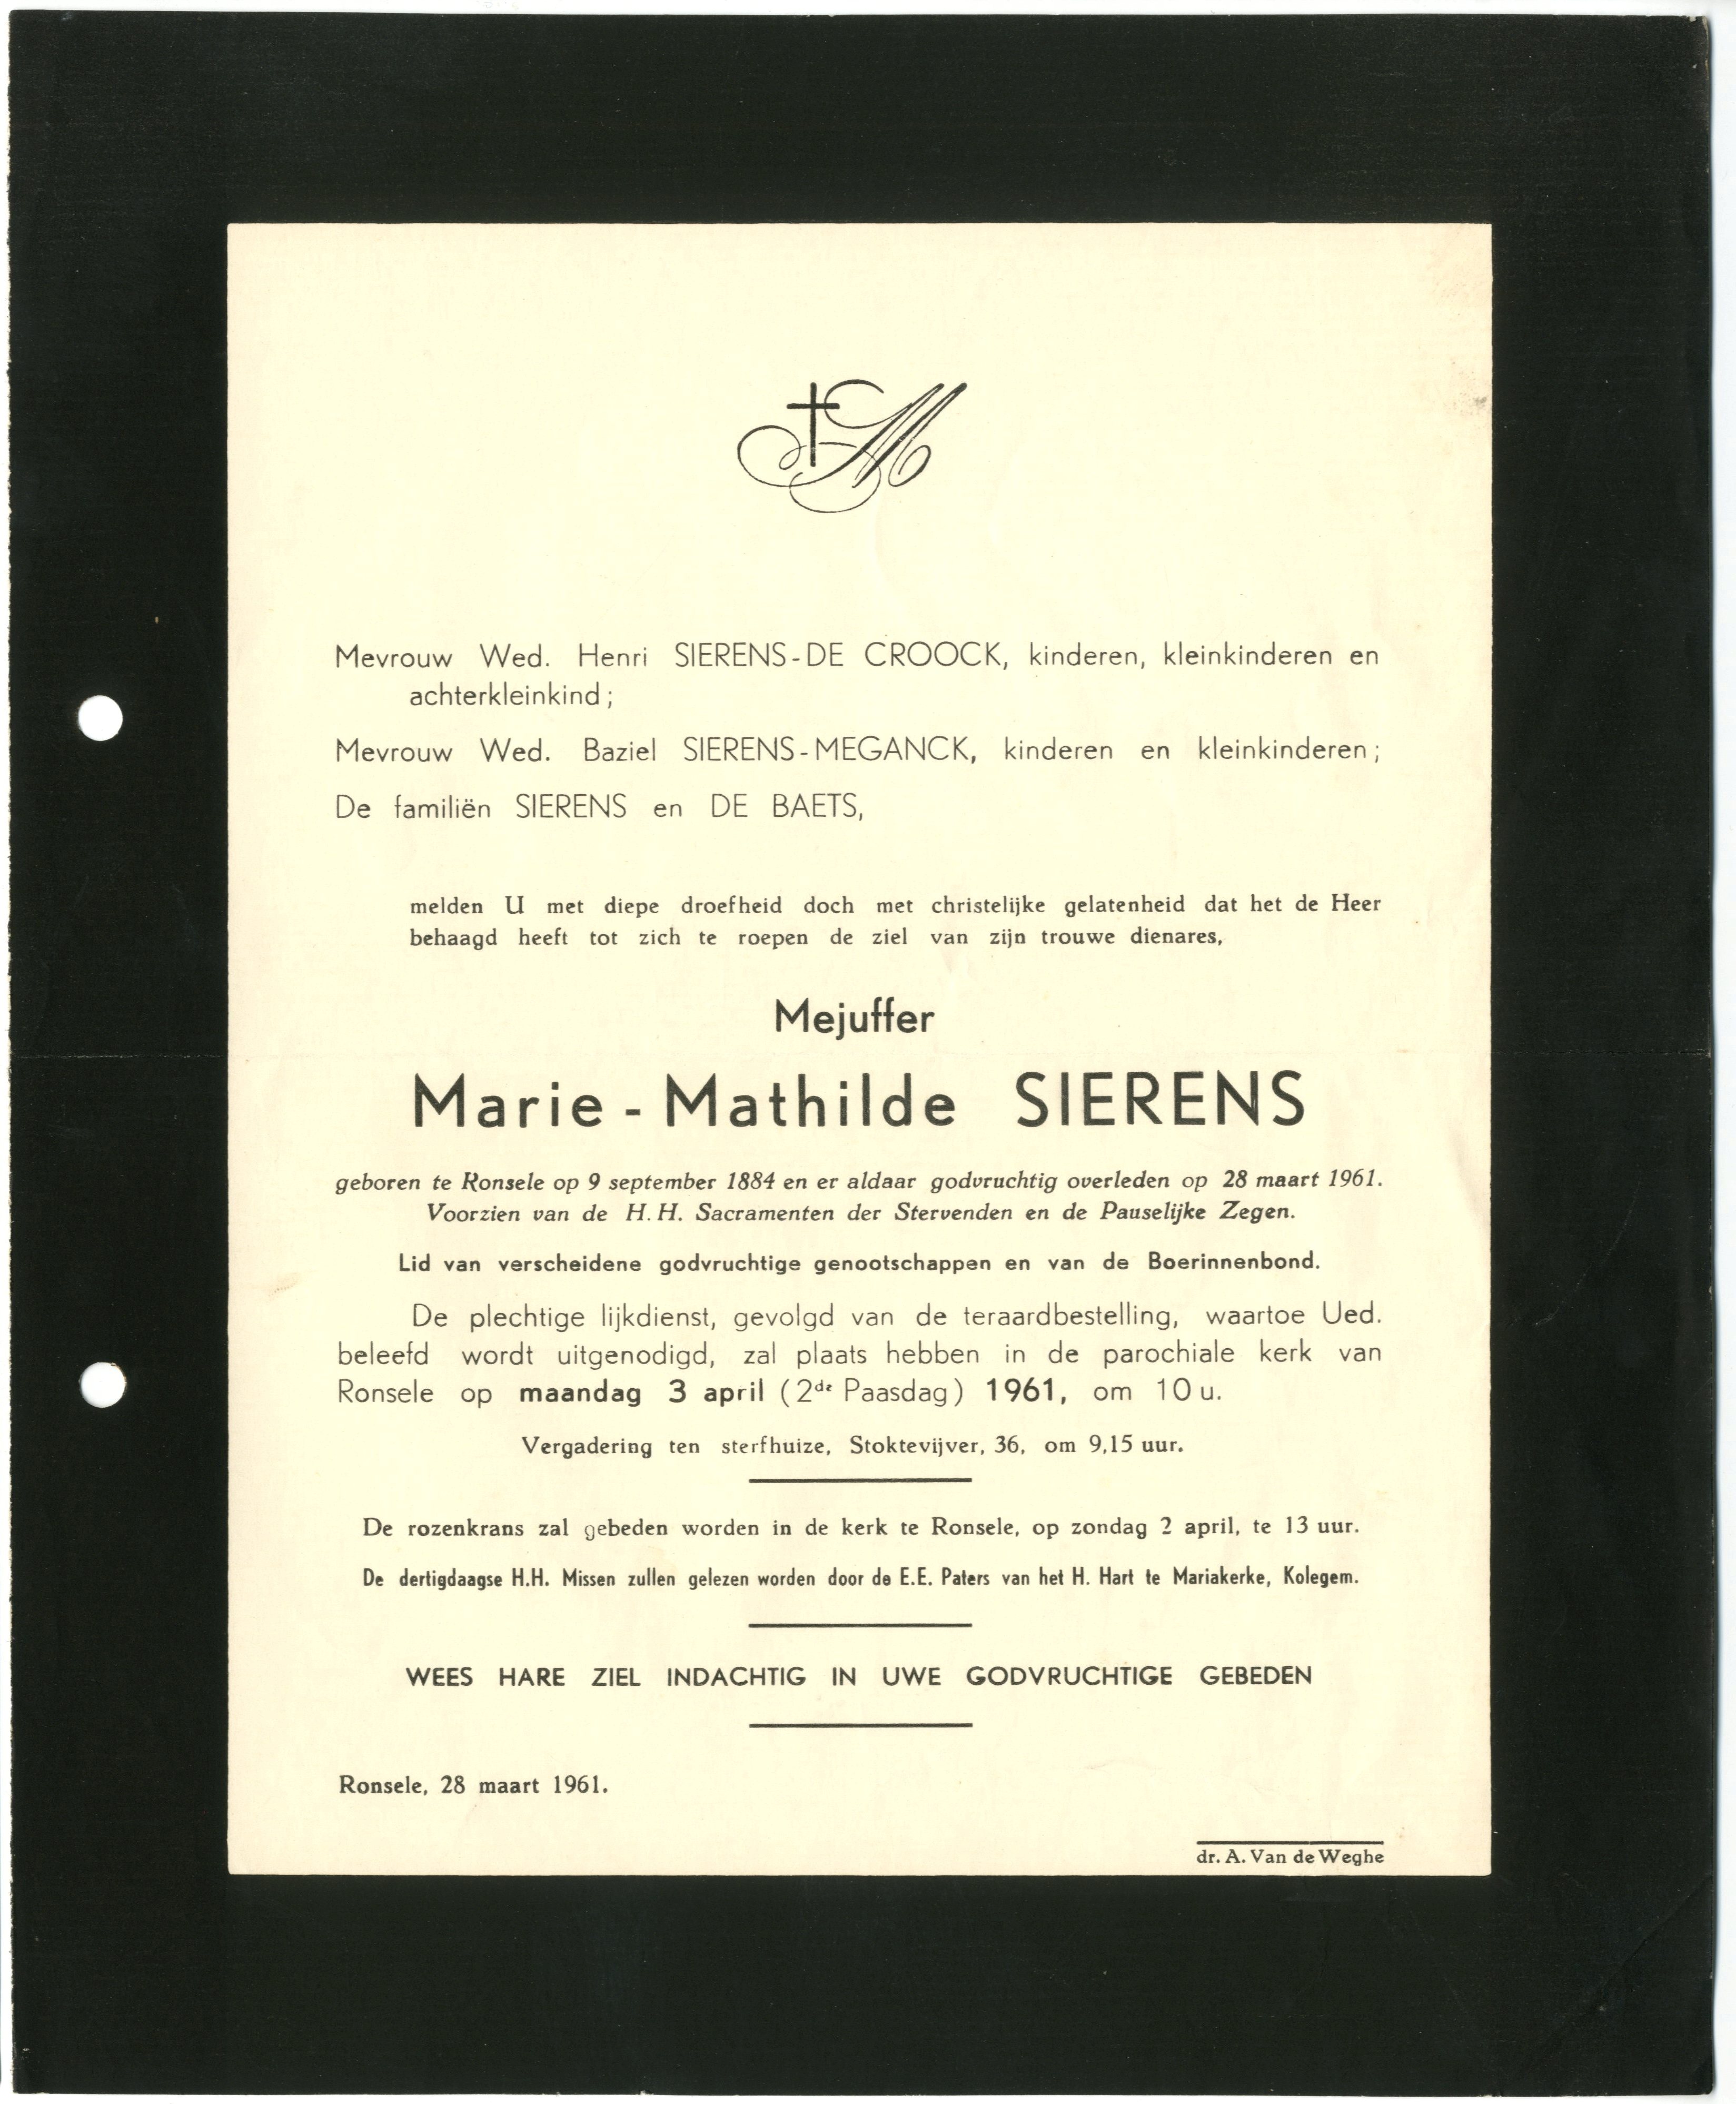 M
Mevrouw Wed. Henri SIERENS-DE CROOCK, kinderen, kleinkinderen en
achterkleinkind;
Mevrouw Wed. Baziel SIERENS-MEGANCK, kinderen en kleinkinderen;
De familiën SIERENS en DE BAETS,
melden U met diepe droefheid doch met christelijke gelatenheid dat het de Heer
behaagd heeft tot zich te roepen de ziel van zijn trouwe dienares,
Mejuffer
Marie - Mathilde SIERENS
geboren te Ronsele op 9 september 1884 en er aldaar godvruchtig overleden op 28 maart 1961.
Voorzien van de H. H. Sacramenten der Stervenden en de Pauselijke Zegen.
Lid van verscheidene godvruchtige genootschappen en van de Boerinnenbond.
De plechtige lijkdienst, gevolgd van de teraardbestelling, waartoe Ued.
beleefd wordt uitgenodigd, zal plaats hebben in de parochiale kerk van
Ronsele op maandag 3 april (2de Paasdag) 1961, om 10 u.
Vergadering ten sterfhuize, Stoktevijver, 36, om 9,15 uur.
De rozenkrans zal gebeden worden in de kerk te Ronsele, op zondag 2 april, te 13 uur.
De dertigdaagse H.H. Missen zullen gelezen worden door de E.E. Paters van het H. Hart te Mariakerke, Kolegem.
WEES HARE ZIEL INDACHTIG IN UWE GODVRUCHTIGE GEBEDEN
Ronsele, 28 maart 1961.
dr. A. Van de Weghe